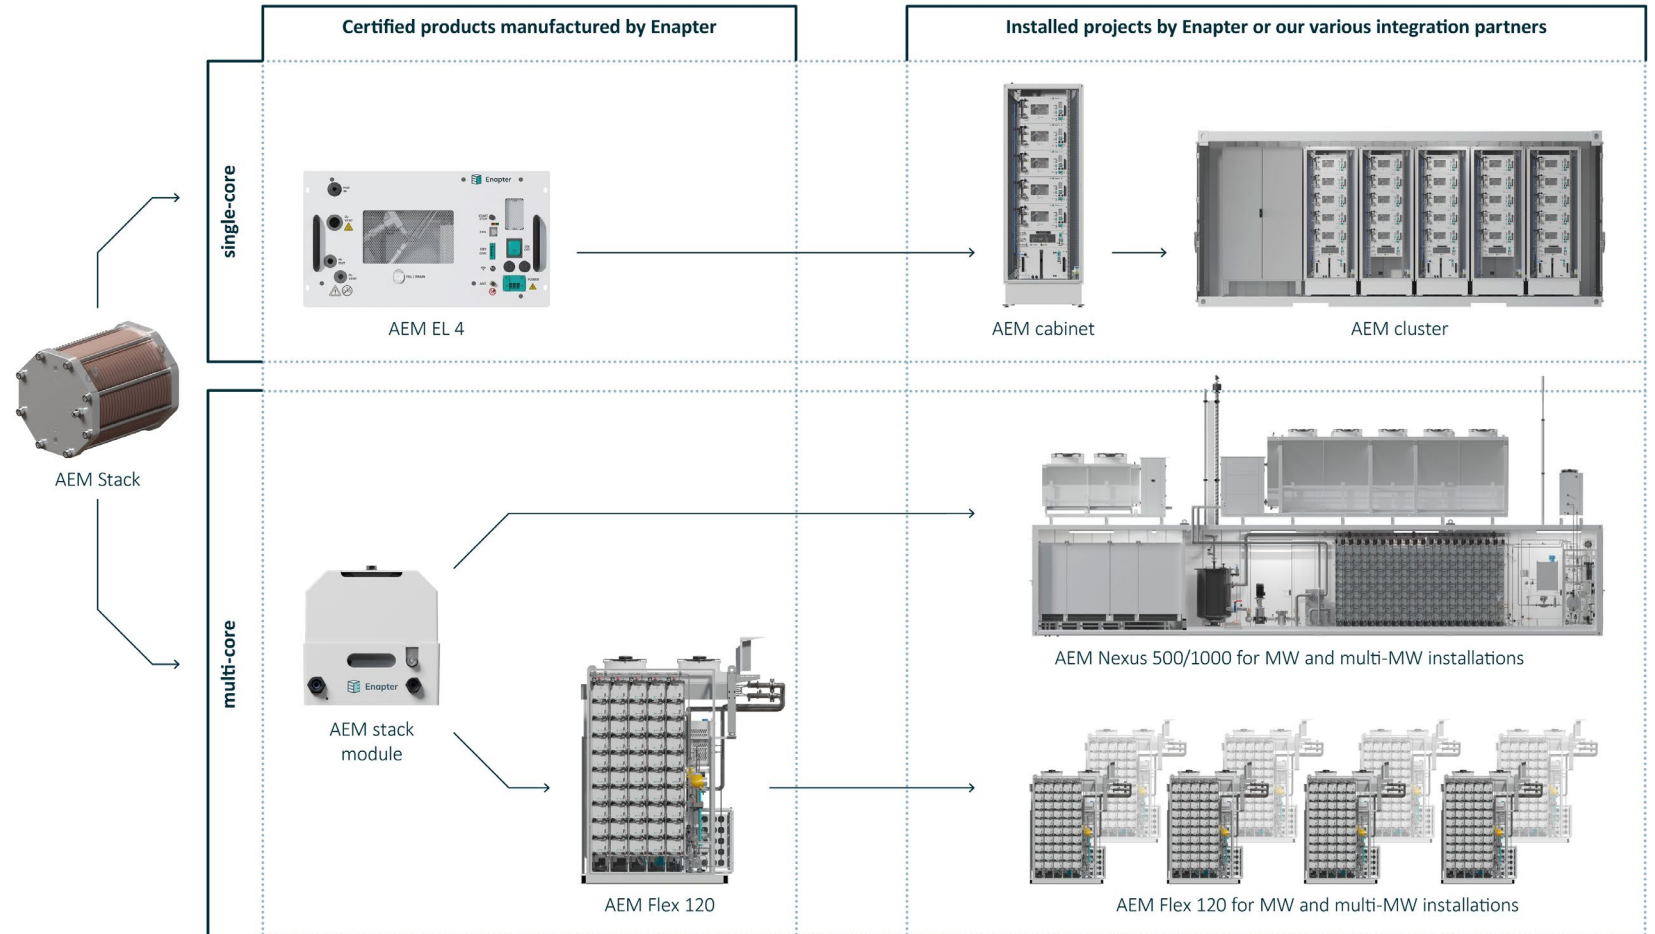 Certified products manufactured by Enapter
Installed projects by Enapter or our various integration partners
single-core
Enapter
AEM EL 4
AEM cabinet
AEM cluster
AEM Stack
multi-core
Enapter
AEM stack
module
AEM Flex 120
AEM Nexus 500/1000 for MW and multi-MW installations
AEM Flex 120 for MW and multi-MW installations